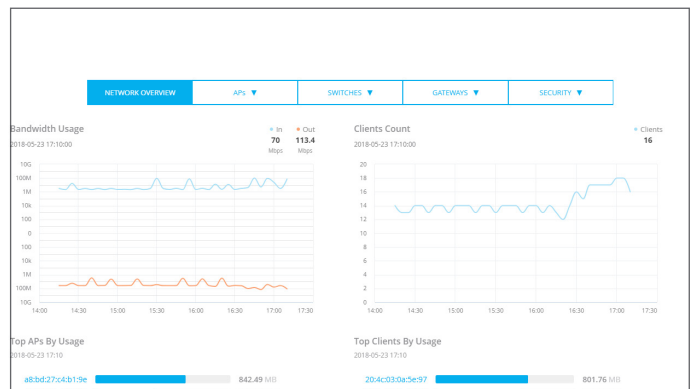 NETWORK OVERVIEW APs ▼ SWITCHES ▼ GATEWAYS ▼ SECURITY ▼
Bandwidth Usage
2018-05-23 17:10:00
In Out
70 113.4
Mbps Mbps
10G
100M
1M
10k
100
0
100
10k
1M
100M
10G
14:00 14:30 15:00 15:30 16:00 16:30 17:00 17:30
Clients Count
2018-05-23 17:10:00
Clients
16
20
18
16
14
12
10
8
6
4
2
0
14:00 14:30 15:00 15:30 16:00 16:30 17:00 17:30
Top APs By Usage
2018-05-23 17:10
a8:bd:27:c4:b1:9e 842.49 MB
Top Clients By Usage
2018-05-23 17:10
20:4c:03:0a:5e:97 801.76 MB